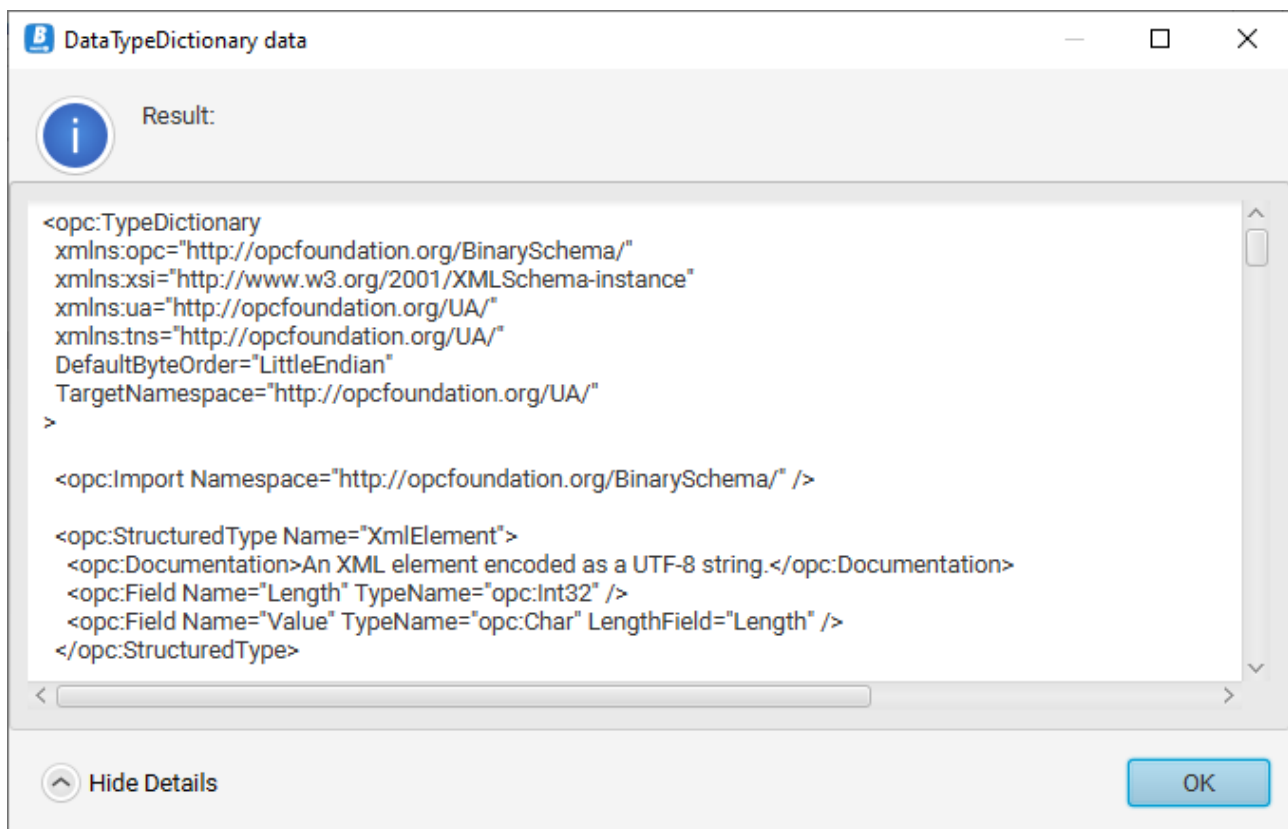 DataTypeDictionary data
Result:
<opc:TypeDictionary
xmlns:opc="http://opcfoundation.org/BinarySchema/"
xmlns:xsi="http://www.w3.org/2001/XMLSchema-instance"
xmlns:ua="http://opcfoundation.org/UA/"
xmlns:tns="http://opcfoundation.org/UA/"
DefaultByteOrder="LittleEndian"
TargetNamespace="http://opcfoundation.org/UA/"
>
<opc:Import Namespace="http://opcfoundation.org/BinarySchema/" />
<opc:StructuredType Name="XmlElement">
<opc:Documentation>An XML element encoded as a UTF-8 string.</opc:Documentation>
<opc:Field Name="Length" TypeName="opc:Int32" />
<opc:Field Name="Value" TypeName="opc:Char" LengthField="Length" />
</opc:StructuredType>
Hide Details
OK